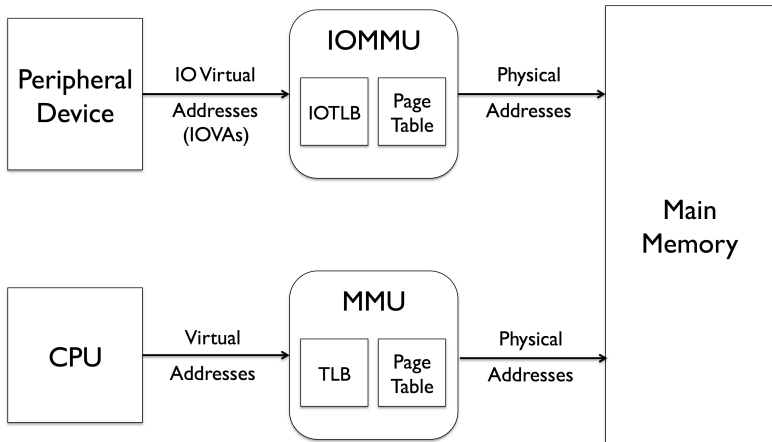 Peripheral
Device
IO Virtual
Addresses
(IOVAs)
IOMMU
IOTLB
Page
Table
Physical
Addresses
Main
Memory
CPU
Virtual
Addresses
MMU
TLB
Page
Table
Physical
Addresses